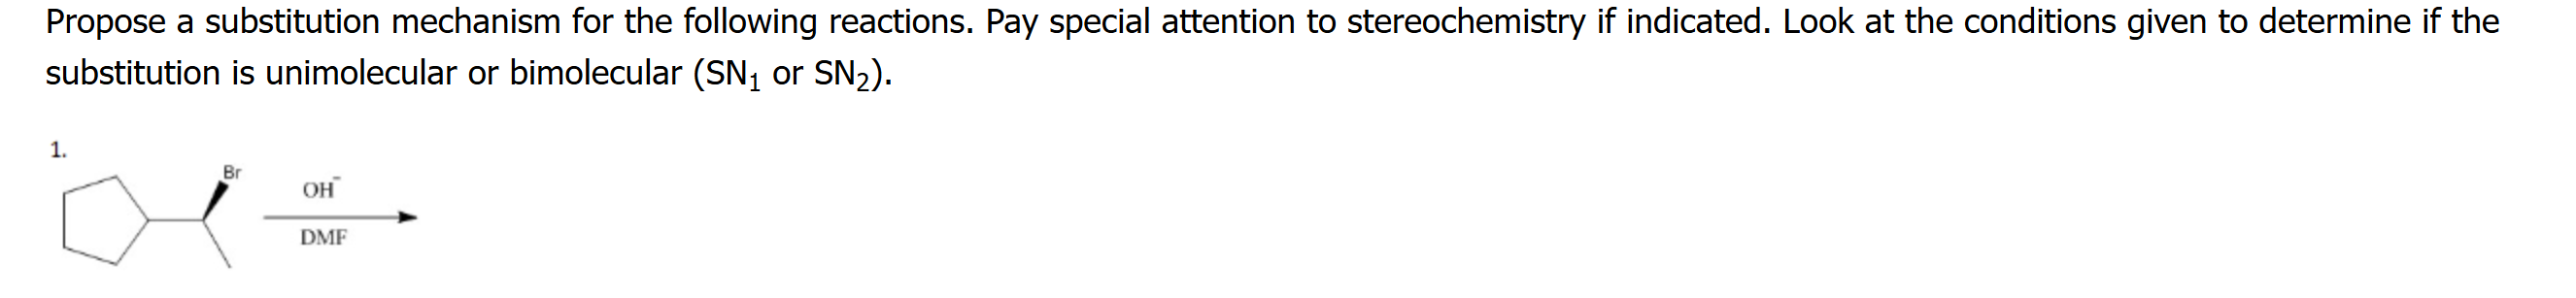 Propose a substitution mechanism for the following reactions. Pay special attention to stereochemistry if indicated. Look at the conditions given to determine if the
substitution is unimolecular or bimolecular (SN₁ or SN₂).
1.
Br
OH⁻
DMF